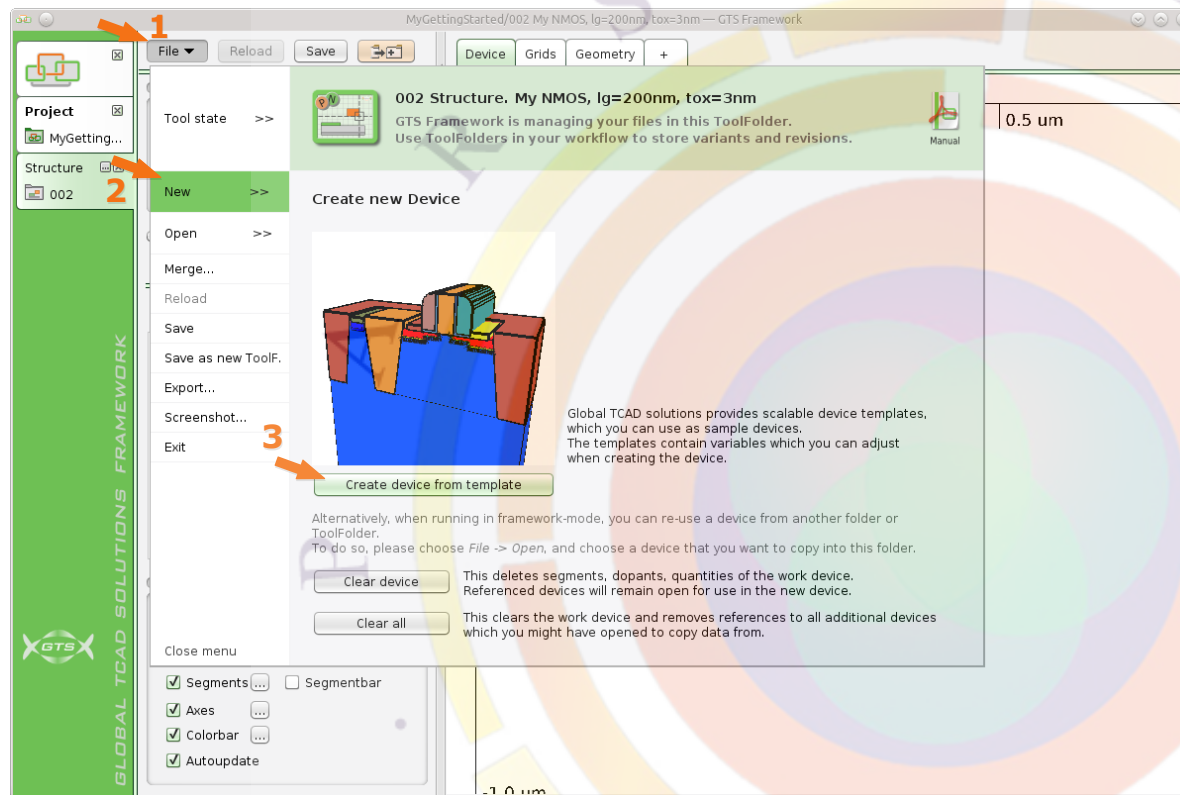 MyGettingStarted/002 My NMOS, lg=200nm, tox=3nm — GTS Framework
1
File Reload Save Device Grids Geometry +
Project
MyGetting...
Structure ...
002
2
Tool state >>
002 Structure. My NMOS, lg=200nm, tox=3nm
GTS Framework is managing your files in this ToolFolder.
Use ToolFolders in your workflow to store variants and revisions.
Manual
0.5 um
New >>
Open >>
Merge...
Reload
Save
Save as new ToolF.
Export...
Screenshot...
Exit
Close menu
Create new Device
P N
Global TCAD solutions provides scalable device templates,
which you can use as sample devices.
The templates contain variables which you can adjust
when creating the device.
3
Create device from template
Alternatively, when running in framework-mode, you can re-use a device from another folder or
ToolFolder.
To do so, please choose File -> Open, and choose a device that you want to copy into this folder.
Clear device
This deletes segments, dopants, quantities of the work device.
Referenced devices will remain open for use in the new device.
Clear all
This clears the work device and removes references to all additional devices
which you might have opened to copy data from.
Segments ... Segmentbar
Axes ...
Colorbar ...
Autoupdate
-1.0 um
GTS
GLOBAL TCAD SOLUTIONS FRAMEWORK
P A R S